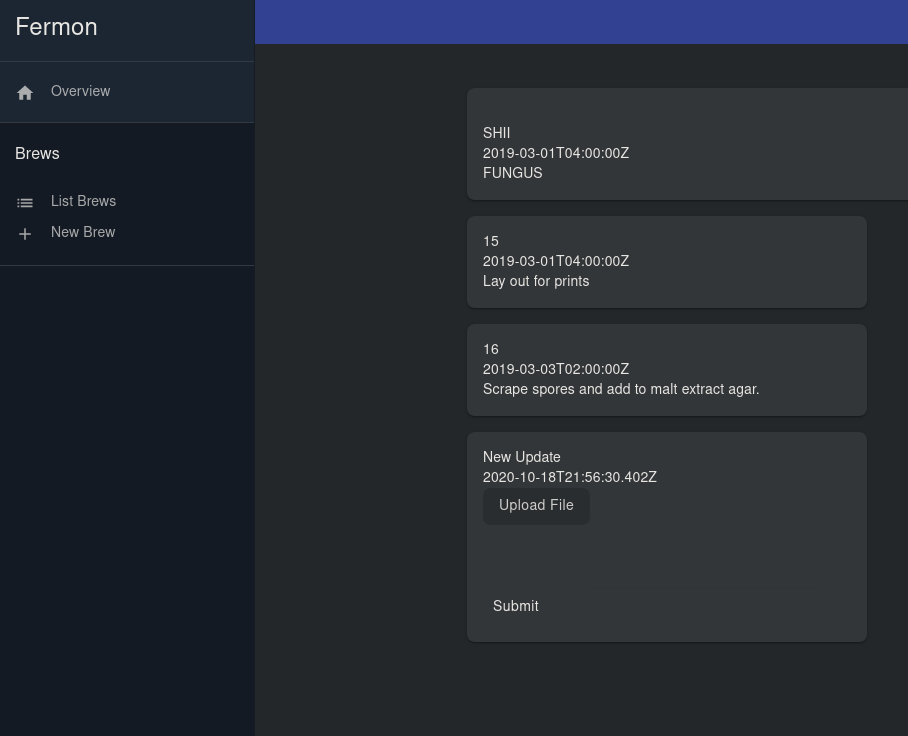 Fermon
Overview
Brews
List Brews
New Brew
SHII
2019-03-01T04:00:00Z
FUNGUS
15
2019-03-01T04:00:00Z
Lay out for prints
16
2019-03-03T02:00:00Z
Scrape spores and add to malt extract agar.
New Update
2020-10-18T21:56:30.402Z
Upload File
Submit